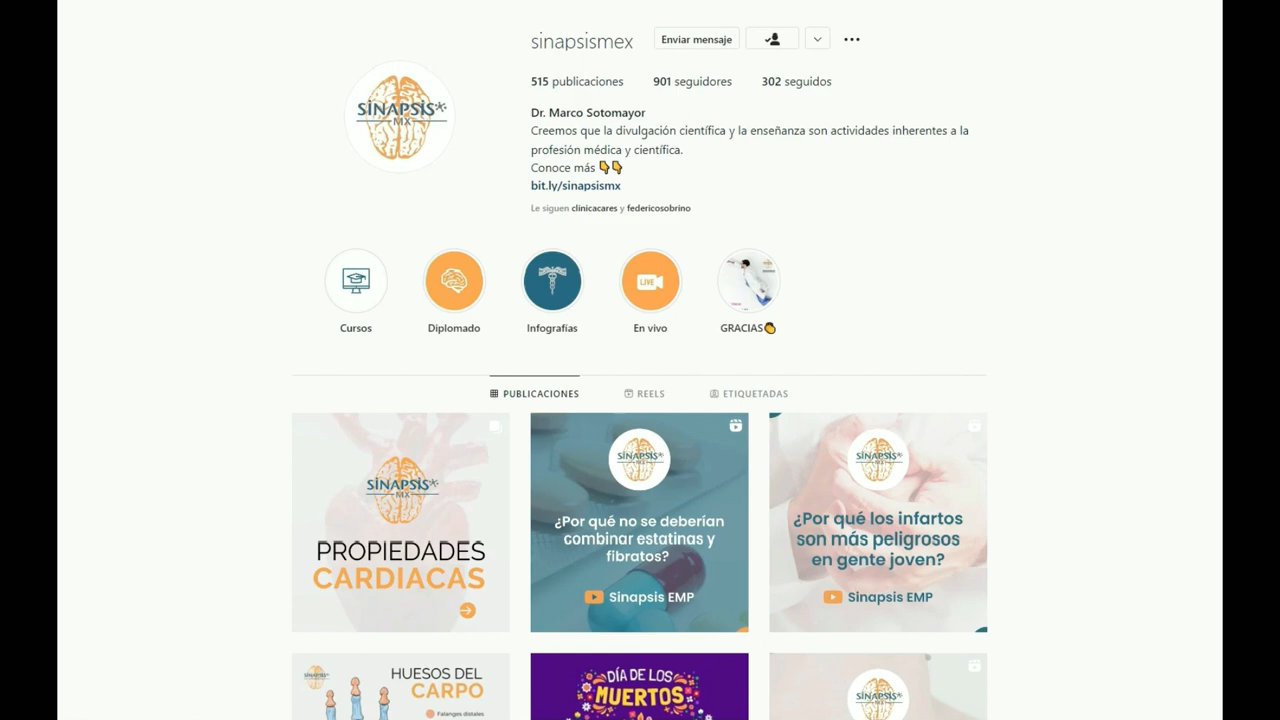 sinapsismex
Enviar mensaje
515 publicaciones 901 seguidores 302 seguidos
SINAPSIS*
MX
Dr. Marco Sotomayor
Creemos que la divulgación científica y la enseñanza son actividades inherentes a la
profesión médica y científica.
Conoce más 👇👇
bit.ly/sinapsismx
Le siguen clinicacares y federicosobrino
LIVE
Cursos
Diplomado
Infografías
En vivo
GRACIAS👏
PUBLICACIONES
REELS
ETIQUETADAS
SINAPSIS*
MX
PROPIEDADES
CARDIACAS
SINAPSIS*
MX
¿Por qué no se deberían
combinar estatinas y
fibratos?
Sinapsis EMP
SINAPSIS*
MX
¿Por qué los infartos
son más peligrosos
en gente joven?
Sinapsis EMP
SINAPSIS*
HUESOS DEL
CARPO
Falanges distales
DÍA DE LOS
MUERTOS
SINAPSIS*
MX